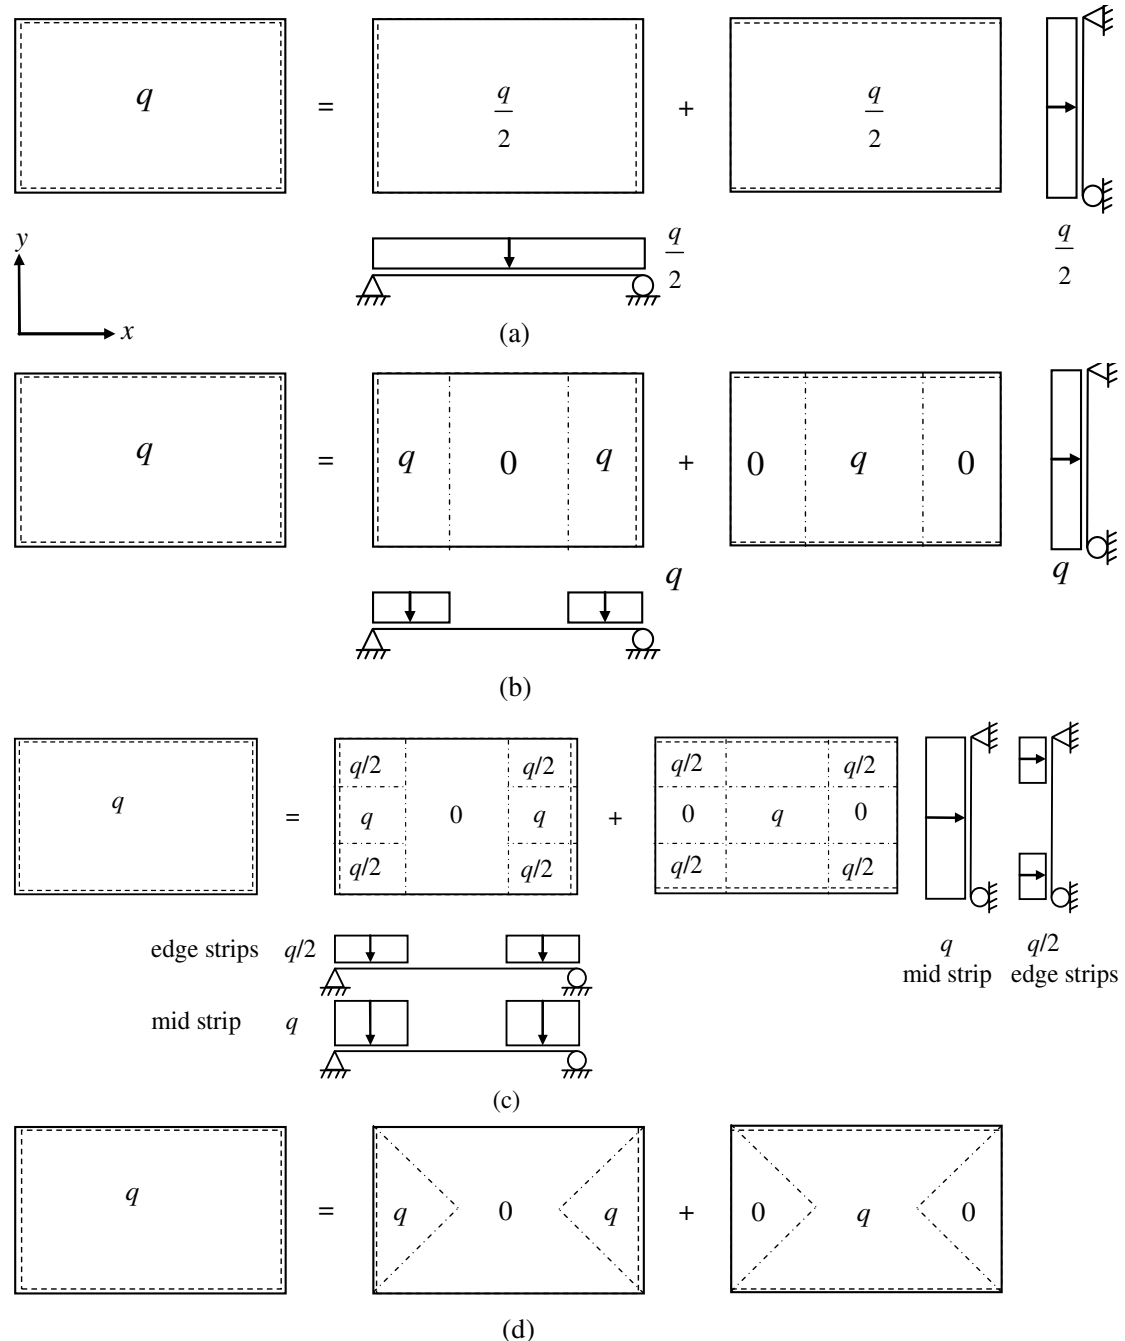 q = q/2 + q/2
q/2 q/2
y
x
(a)
q = q 0 q + 0 q 0
q q
(b)
q = q/2 q/2 + q/2 q/2
q 0 q 0 q 0
q/2 q/2 q/2 q/2
edge strips q/2 q q/2
mid strip edge strips
mid strip q
(c)
q = q 0 q + 0 q 0
(d)